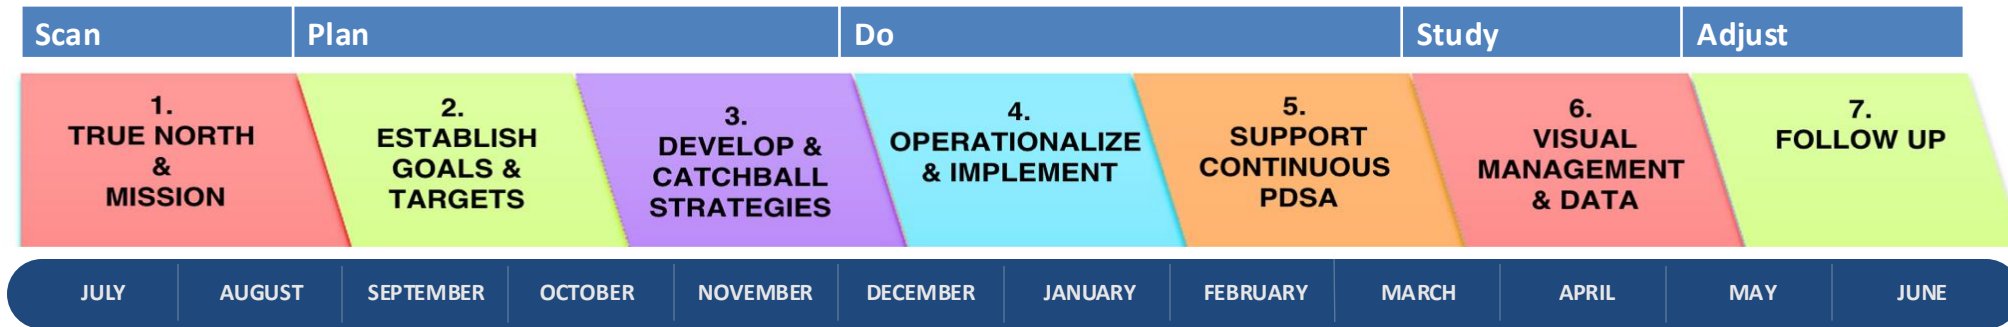 Scan
Plan
Do
Study
Adjust
1.
TRUE NORTH
&
MISSION
2.
ESTABLISH
GOALS &
TARGETS
3.
DEVELOP &
CATCHBALL
STRATEGIES
4.
OPERATIONALIZE
& IMPLEMENT
5.
SUPPORT
CONTINUOUS
PDSA
6.
VISUAL
MANAGEMENT
& DATA
7.
FOLLOW UP
JULY
AUGUST
SEPTEMBER
OCTOBER
NOVEMBER
DECEMBER
JANUARY
FEBRUARY
MARCH
APRIL
MAY
JUNE